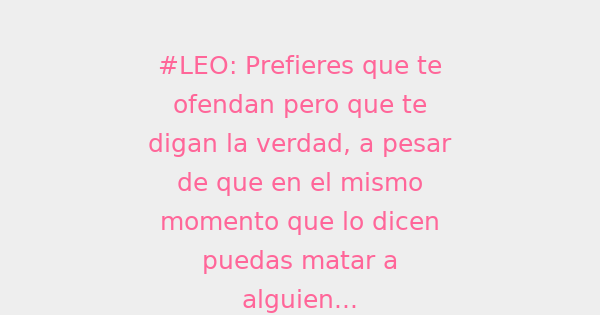 #LEO: Prefieres que te
ofendan pero que te
digan la verdad, a pesar
de que en el mismo
momento que lo dicen
puedas matar a
alguien...